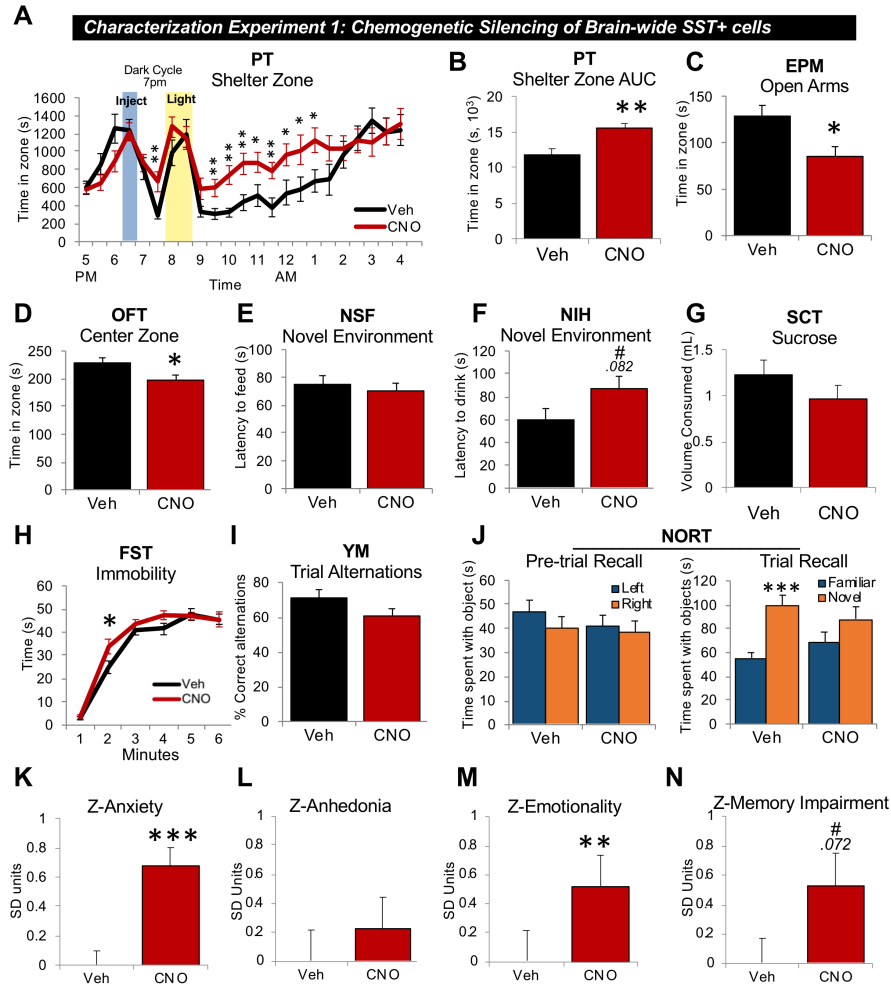 A
Characterization Experiment 1: Chemogenetic Silencing of Brain-wide SST+ cells
PT
Shelter Zone
Dark Cycle
7pm
Inject
Light
Time in zone (s)
1600
1400
1200
1000
800
600
400
200
0
** ** ** ** * ** * * *
Veh
CNO
5 6 7 8 9 10 11 12 1 2 3 4
PM AM
Time
B
PT
Shelter Zone AUC
Time in zone (s, 10³)
20
15
10
5
0
**
Veh CNO
C
EPM
Open Arms
Time in zone (s)
150
100
50
0
*
Veh CNO
D
OFT
Center Zone
Time in zone (s)
250
200
150
200
50
0
*
Veh CNO
E
NSF
Novel Environment
Latency to feed (s)
100
80
60
40
20
0
Veh CNO
F
NIH
Novel Environment
Latency to drink (s)
120
100
80
60
40
20
0
#
.082
Veh CNO
G
SCT
Sucrose
Volume Consumed (mL)
1.5
1
0.5
0
Veh CNO
H
FST
Immobility
Time (s)
60
50
40
30
20
10
0
*
Veh
CNO
1 2 3 4 5 6
Minutes
I
YM
Trial Alternations
% Correct alternations
80
60
40
20
0
Veh CNO
J
NORT
Pre-trial Recall
Time spent with object (s)
60
50
40
30
20
10
0
Left
Right
Veh CNO
Trial Recall
Time spent with objects (s)
120
100
80
60
40
20
0
***
Familiar
Novel
Veh CNO
K
Z-Anxiety
SD units
1
0.8
0.6
0.4
0.2
0
***
Veh CNO
L
Z-Anhedonia
SD Units
1
0.8
0.6
0.4
0.2
0
Veh CNO
M
Z-Emotionality
SD Units
1
0.8
0.6
0.4
0.2
0
**
Veh CNO
N
Z-Memory Impairment
SD Units
1
0.8
0.6
0.4
0.2
0
#
.072
Veh CNO